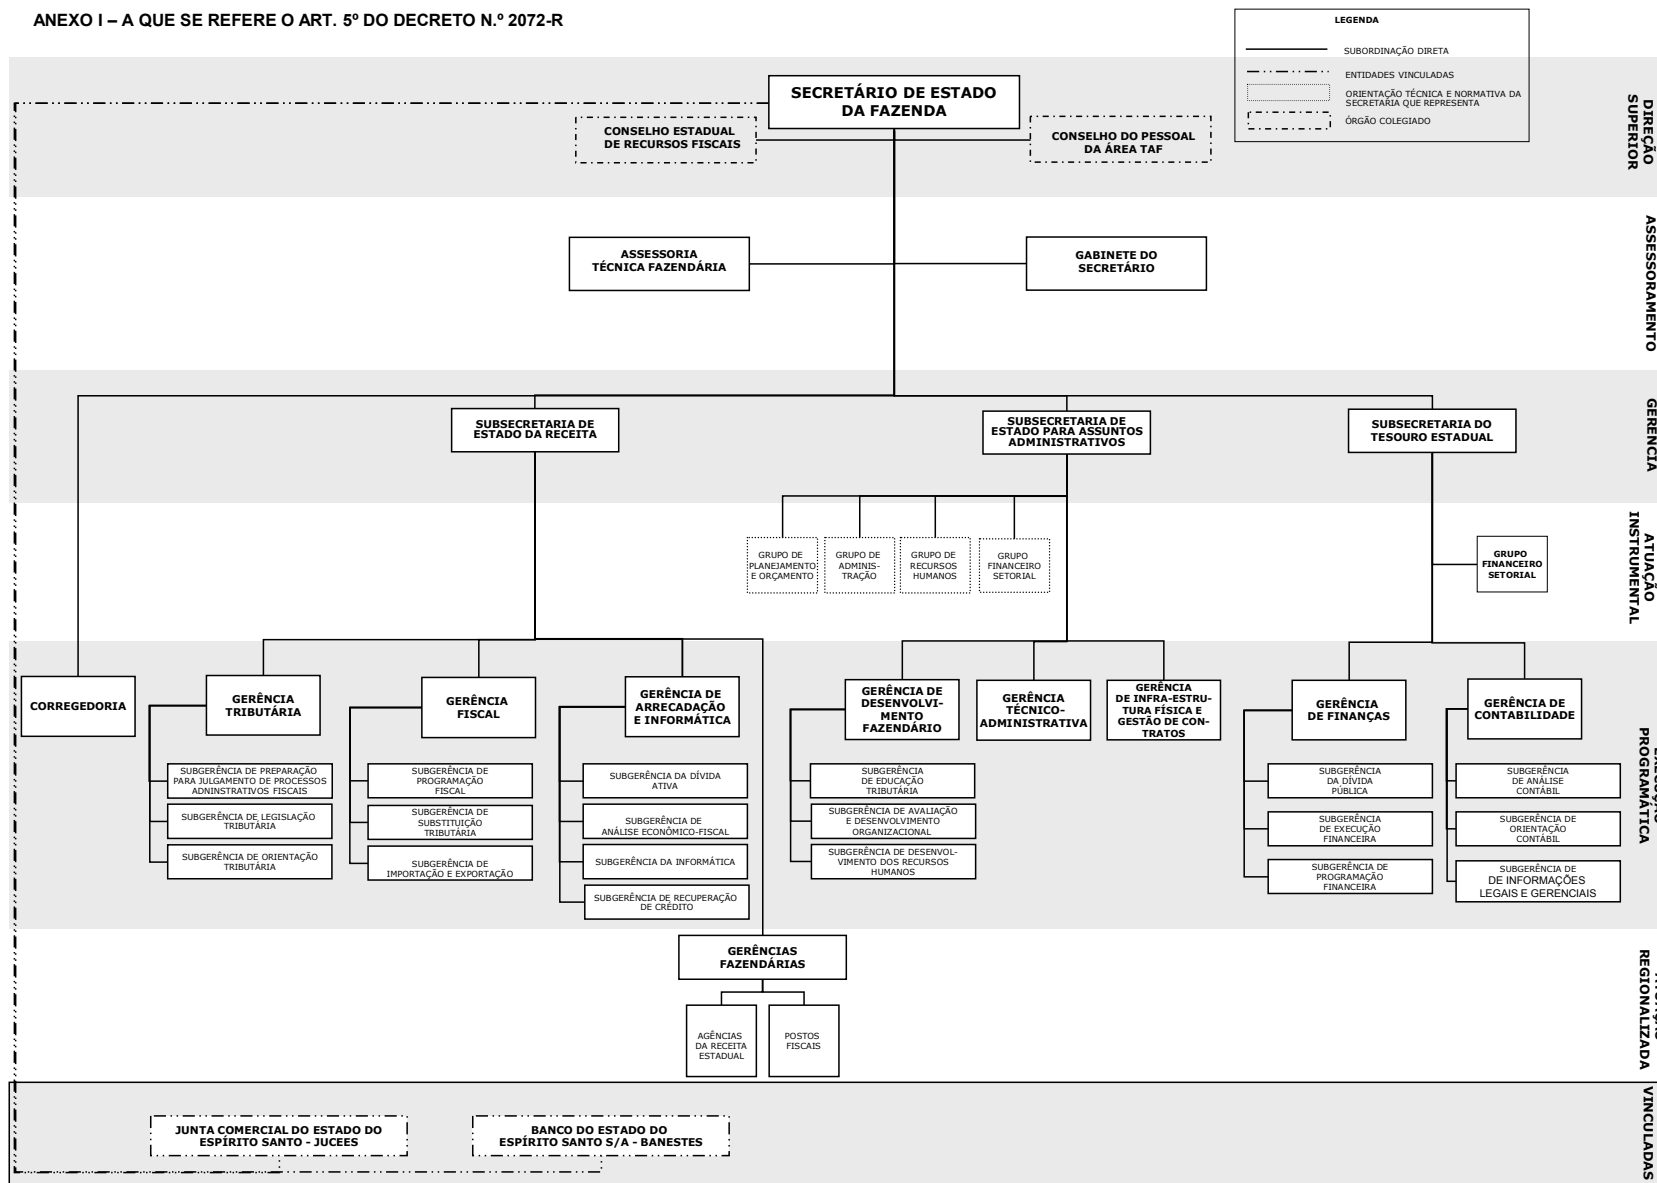 ANEXO I – A QUE SE REFERE O ART. 5º DO DECRETO N.º 2072-R
LEGENDA
SUBORDINAÇÃO DIRETA
ENTIDADES VINCULADAS
ORIENTAÇÃO TÉCNICA E NORMATIVA DA
SECRETARIA QUE REPRESENTA
ÓRGÃO COLEGIADO
DIREÇÃO
SUPERIOR
SECRETÁRIO DE ESTADO
DA FAZENDA
CONSELHO ESTADUAL
DE RECURSOS FISCAIS
CONSELHO DO PESSOAL
DA ÁREA TAF
ASSESSORAMENTO
ASSESSORIA
TÉCNICA FAZENDÁRIA
GABINETE DO
SECRETÁRIO
GERENCIA
SUBSECRETARIA DE
ESTADO DA RECEITA
SUBSECRETARIA DE
ESTADO PARA ASSUNTOS
ADMINISTRATIVOS
SUBSECRETARIA DO
TESOURO ESTADUAL
ATUAÇÃO
INSTRUMENTAL
GRUPO DE
PLANEJAMENTO
E ORÇAMENTO
GRUPO DE
ADMINIS-
TRAÇÃO
GRUPO DE
RECURSOS
HUMANOS
GRUPO
FINANCEIRO
SETORIAL
GRUPO
FINANCEIRO
SETORIAL
PROGRAMÁTICA
CORREGEDORIA
GERÊNCIA
TRIBUTÁRIA
GERÊNCIA
FISCAL
GERÊNCIA DE
ARRECADAÇÃO
E INFORMÁTICA
GERÊNCIA DE
DESENVOLVI-
MENTO
FAZENDÁRIO
GERÊNCIA
TÉCNICO-
ADMINISTRATIVA
GERÊNCIA
DE INFRA-ESTRU-
TURA FÍSICA E
GESTÃO DE CON-
TRATOS
GERÊNCIA
DE FINANÇAS
GERÊNCIA DE
CONTABILIDADE
SUBGERÊNCIA DE PREPARAÇÃO
PARA JULGAMENTO DE PROCESSOS
ADNINSTRATIVOS FISCAIS
SUBGERÊNCIA DE LEGISLAÇÃO
TRIBUTÁRIA
SUBGERÊNCIA DE ORIENTAÇÃO
TRIBUTÁRIA
SUBGERÊNCIA DE
PROGRAMAÇÃO
FISCAL
SUBGERÊNCIA DE
SUBSTITUIÇÃO
TRIBUTÁRIA
SUBGERÊNCIA DE
IMPORTAÇÃO E EXPORTAÇÃO
SUBGERÊNCIA DA DÍVIDA
ATIVA
SUBGERÊNCIA DE
ANÁLISE ECONÔMICO-FISCAL
SUBGERÊNCIA DA INFORMÁTICA
SUBGERÊNCIA DE RECUPERAÇÃO
DE CRÉDITO
SUBGERÊNCIA
DE EDUCAÇÃO
TRIBUTÁRIA
SUBGERÊNCIA DE AVALIAÇÃO
E DESENVOLVIMENTO
ORGANIZACIONAL
SUBGERÊNCIA DE DESENVOL-
VIMENTO DOS RECURSOS
HUMANOS
SUBGERÊNCIA
DA DÍVIDA
PÚBLICA
SUBGERÊNCIA
DE EXECUÇÃO
FINANCEIRA
SUBGERÊNCIA DE
PROGRAMAÇÃO
FINANCEIRA
SUBGERÊNCIA
DE ANÁLISE
CONTÁBIL
SUBGERÊNCIA DE
ORIENTAÇÃO
CONTÁBIL
SUBGERÊNCIA DE
DE INFORMAÇÕES
LEGAIS E GERENCIAIS
REGIONALIZADA
GERÊNCIAS
FAZENDÁRIAS
AGÊNCIAS
DA RECEITA
ESTADUAL
POSTOS
FISCAIS
VINCULADAS
JUNTA COMERCIAL DO ESTADO DO
ESPÍRITO SANTO - JUCEES
BANCO DO ESTADO DO
ESPÍRITO SANTO S/A - BANESTES